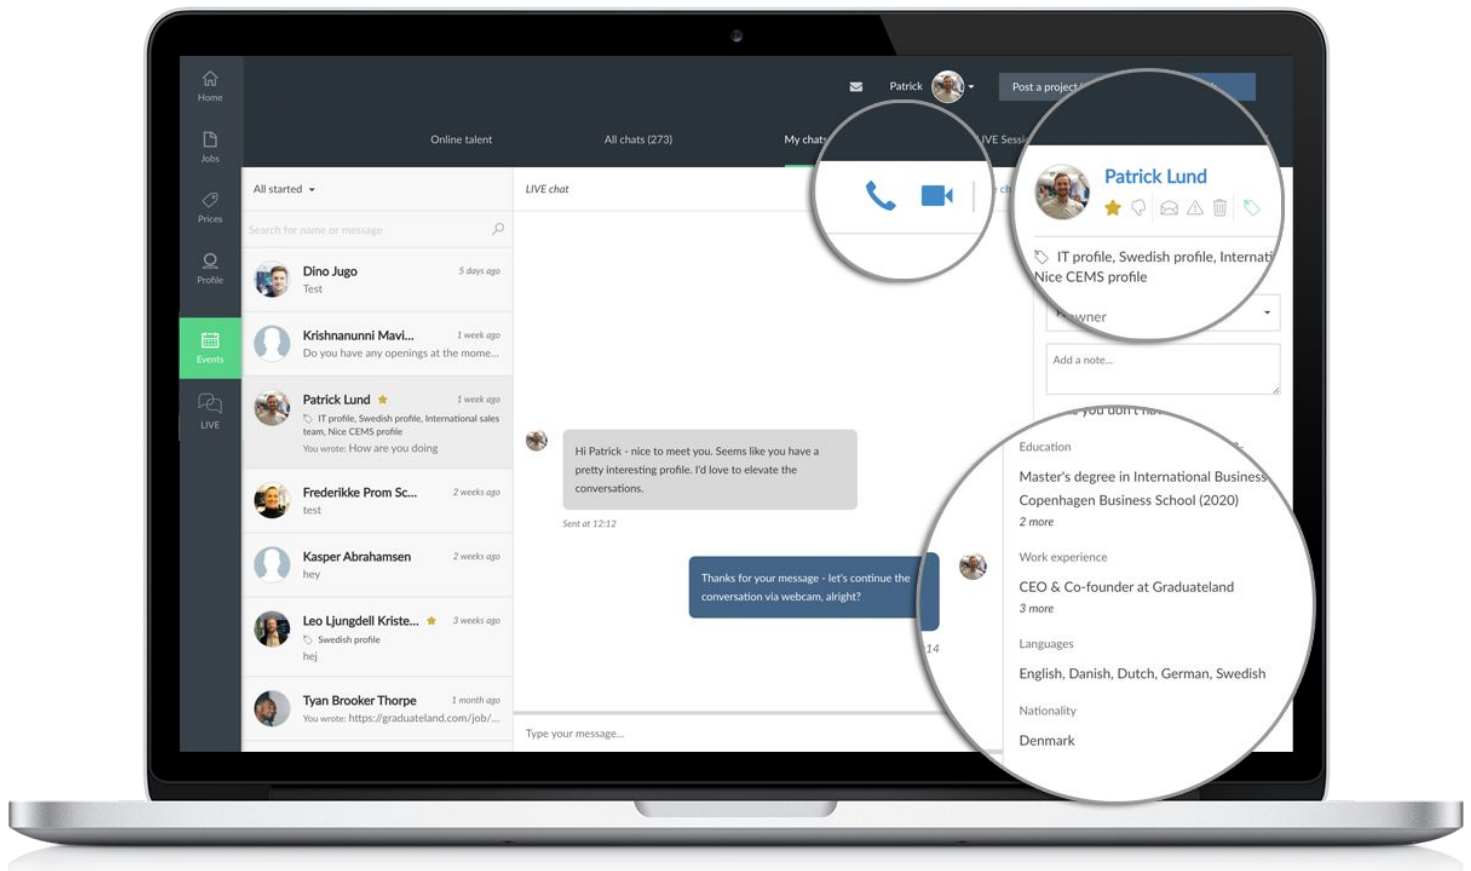 Home
Patrick
Post a project
Jobs
Online talent
All chats (273)
My chats
LIVE
Prices
All started
LIVE chat
Patrick Lund
Search for name or message
IT profile, Swedish profile,
Nice CEMS profile
Profile
Dino Jugo
5 days ago
Test
Events
Krishnanunni Mavi...
1 week ago
Do you have any openings at the mome...
Add a note...
LIVE
Patrick Lund
1 week ago
IT profile, Swedish profile, International sales
team, Nice CEMS profile
You wrote: How are you doing
Hi Patrick - nice to meet you. Seems like you have a
pretty interesting profile. I'd love to elevate the
conversations.
Sent at 12:12
Frederikke Prom Sc...
2 weeks ago
test
Kasper Abrahamsen
2 weeks ago
hey
Thanks for your message - let's continue the
conversation via webcam, alright?
Leo Ljungdell Kriste...
3 weeks ago
Swedish profile
hej
Tyan Brooker Thorpe
1 month ago
You wrote: https://graduateland.com/job/...
Type your message...
you don't
Education
Master's degree in International Business
Copenhagen Business School (2020)
2 more
Work experience
CEO & Co-founder at Graduateland
3 more
Languages
English, Danish, Dutch, German, Swedish
Nationality
Denmark